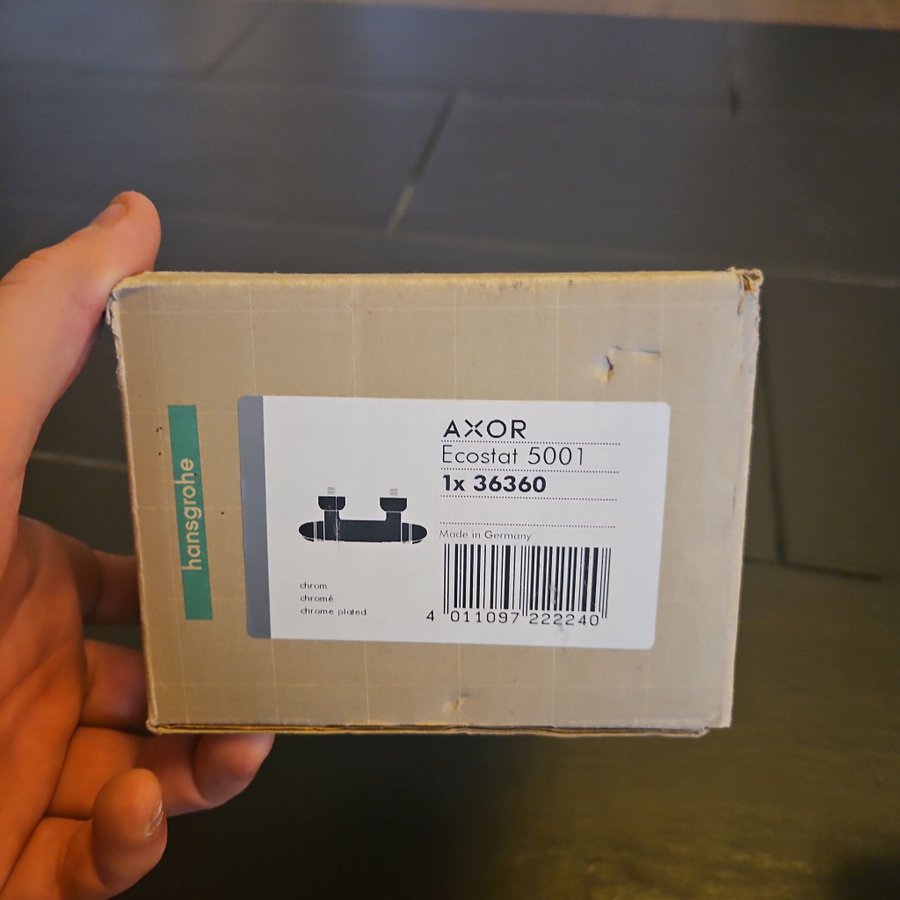 hansgrohe
AXOR
Ecostat 5001
1x 36360
Made in Germany
chrom
chromé
chrome plated
4 011097 222240